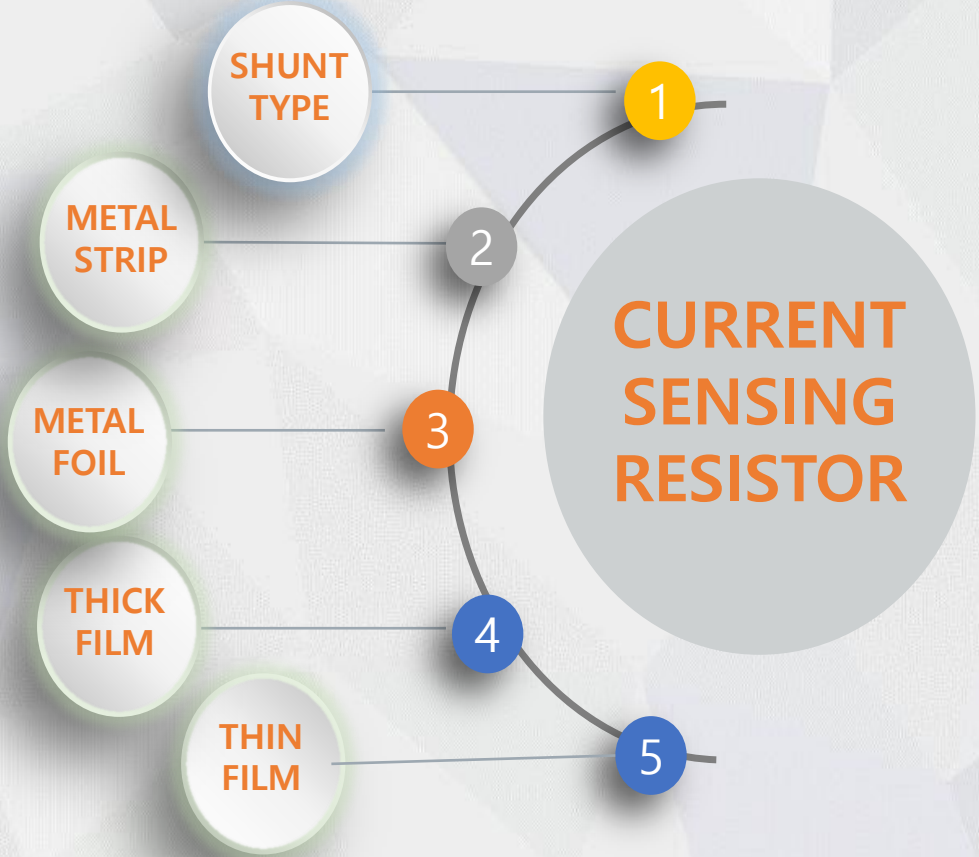 SHUNT
TYPE
1
METAL
STRIP
2
CURRENT
SENSING
RESISTOR
METAL
FOIL
3
THICK
FILM
4
THIN
FILM
5